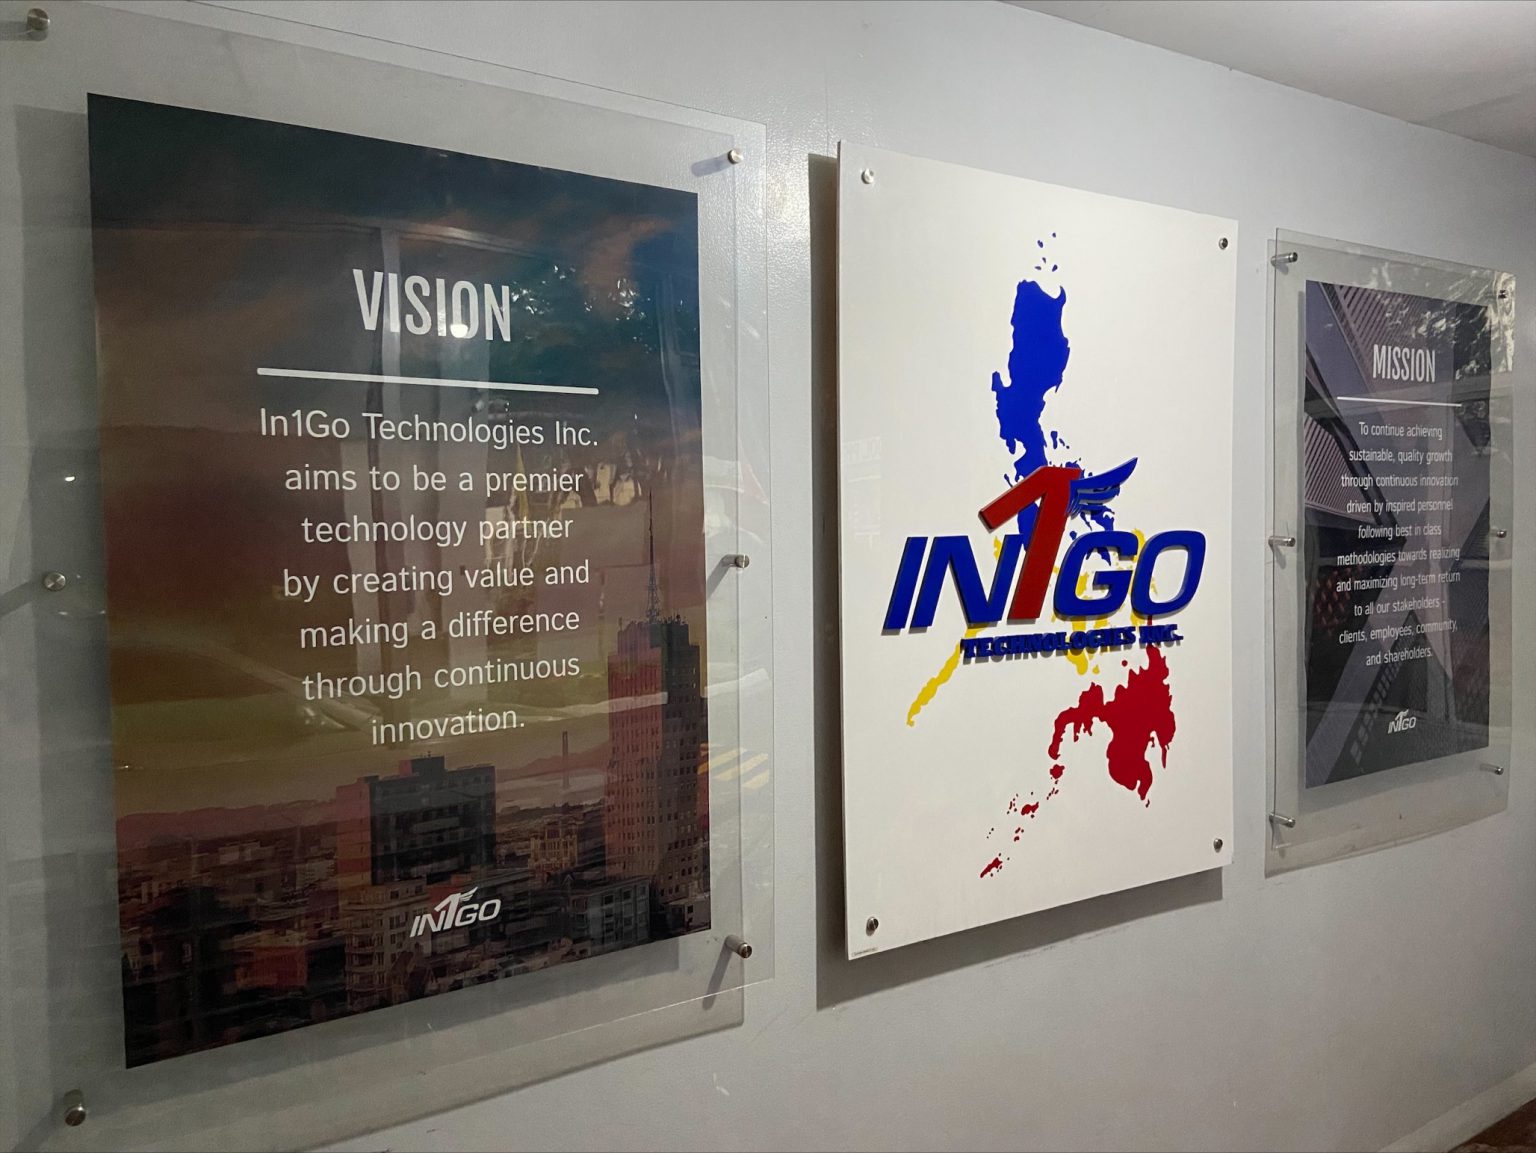 VISION
In1Go Technologies Inc.
aims to be a premier
technology partner
by creating value and
making a difference
through continuous
innovation.
IN1GO
IN1GO
TECHNOLOGIES INC.
MISSION
To continue achieving
sustainable, quality growth
through continuous innovation
driven by inspired personnel
following best in class
methodologies towards realizing
and maximizing long-term return
to all our stakeholders -
clients, employees, community,
and shareholders.
IN1GO